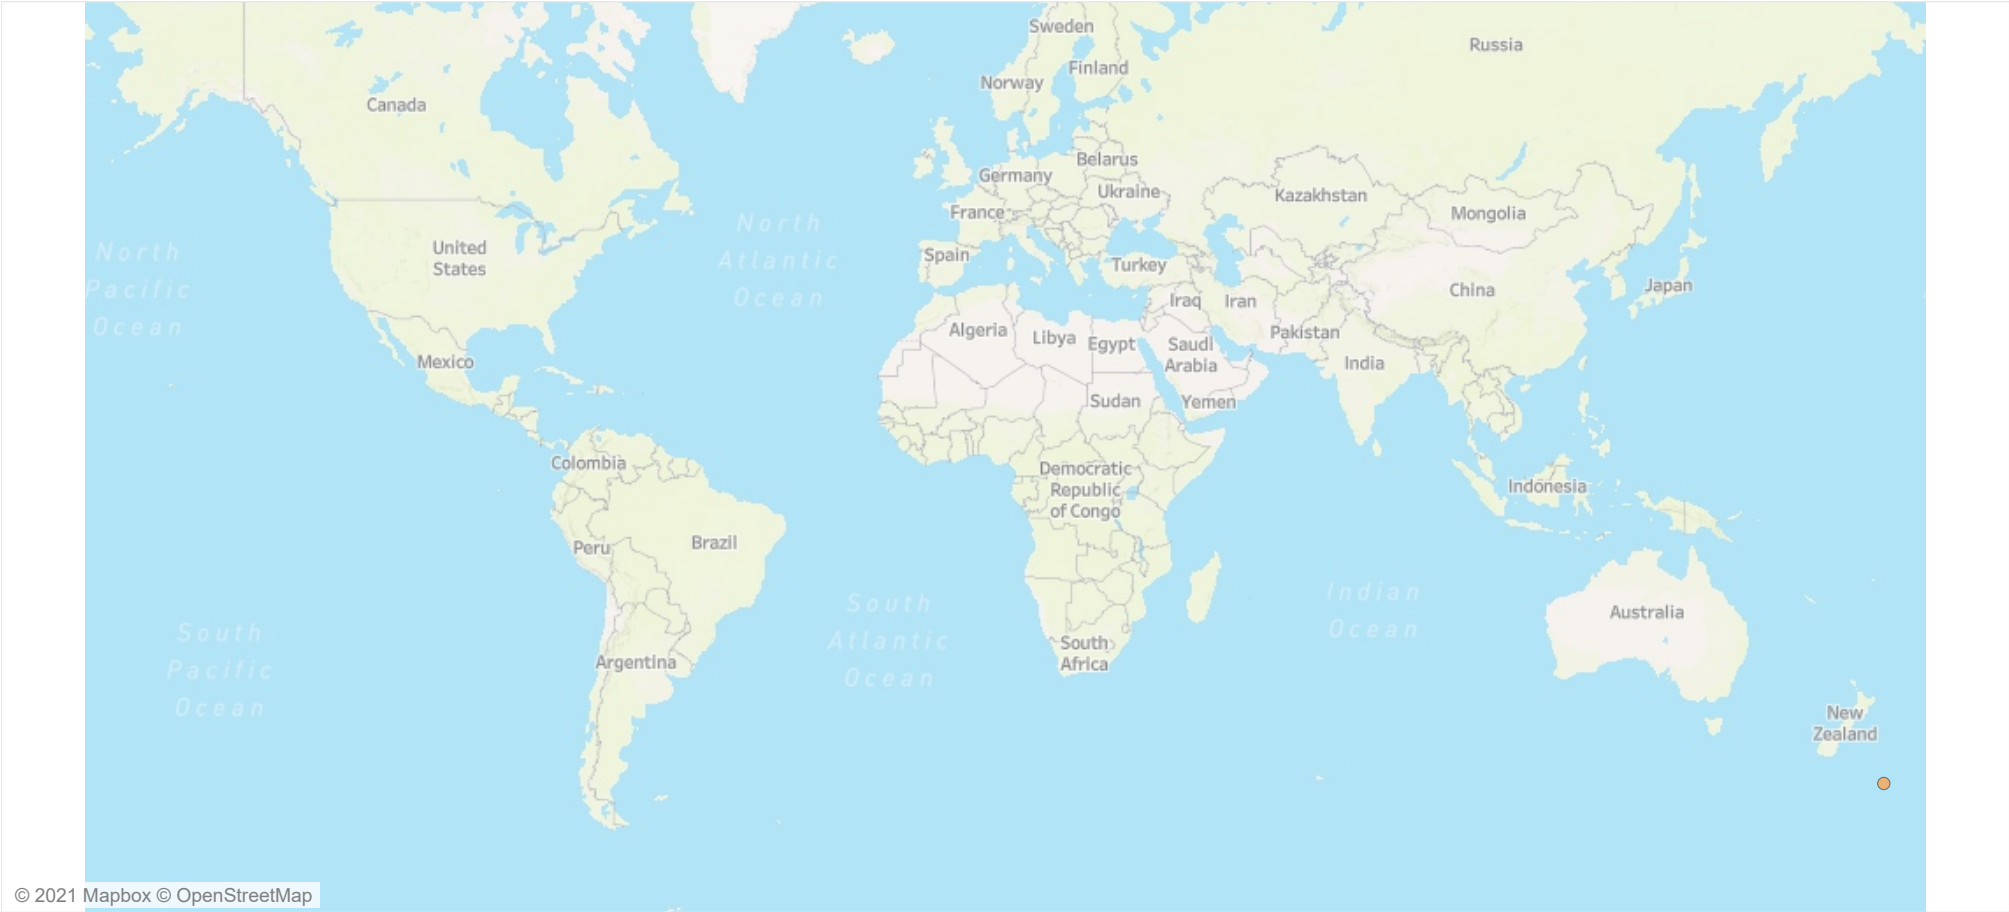 Sweden
Russia
Finland
Norway
Canada
Belarus
Germany
Ukraine
Kazakhstan
France
Mongolia
North
Atlantic
Ocean
North
Pacific
Ocean
United
States
Spain
Turkey
China
Japan
Iraq
Iran
Algeria
Libya
Egypt
Pakistan
Saudi
Arabia
India
Mexico
Sudan
Yemen
Colombia
Democratic
Republic
of Congo
Indonesia
Peru
Brazil
South
Atlantic
Ocean
Indian
Ocean
Australia
South
Pacific
Ocean
South
Africa
Argentina
New
Zealand
© 2021 Mapbox © OpenStreetMap